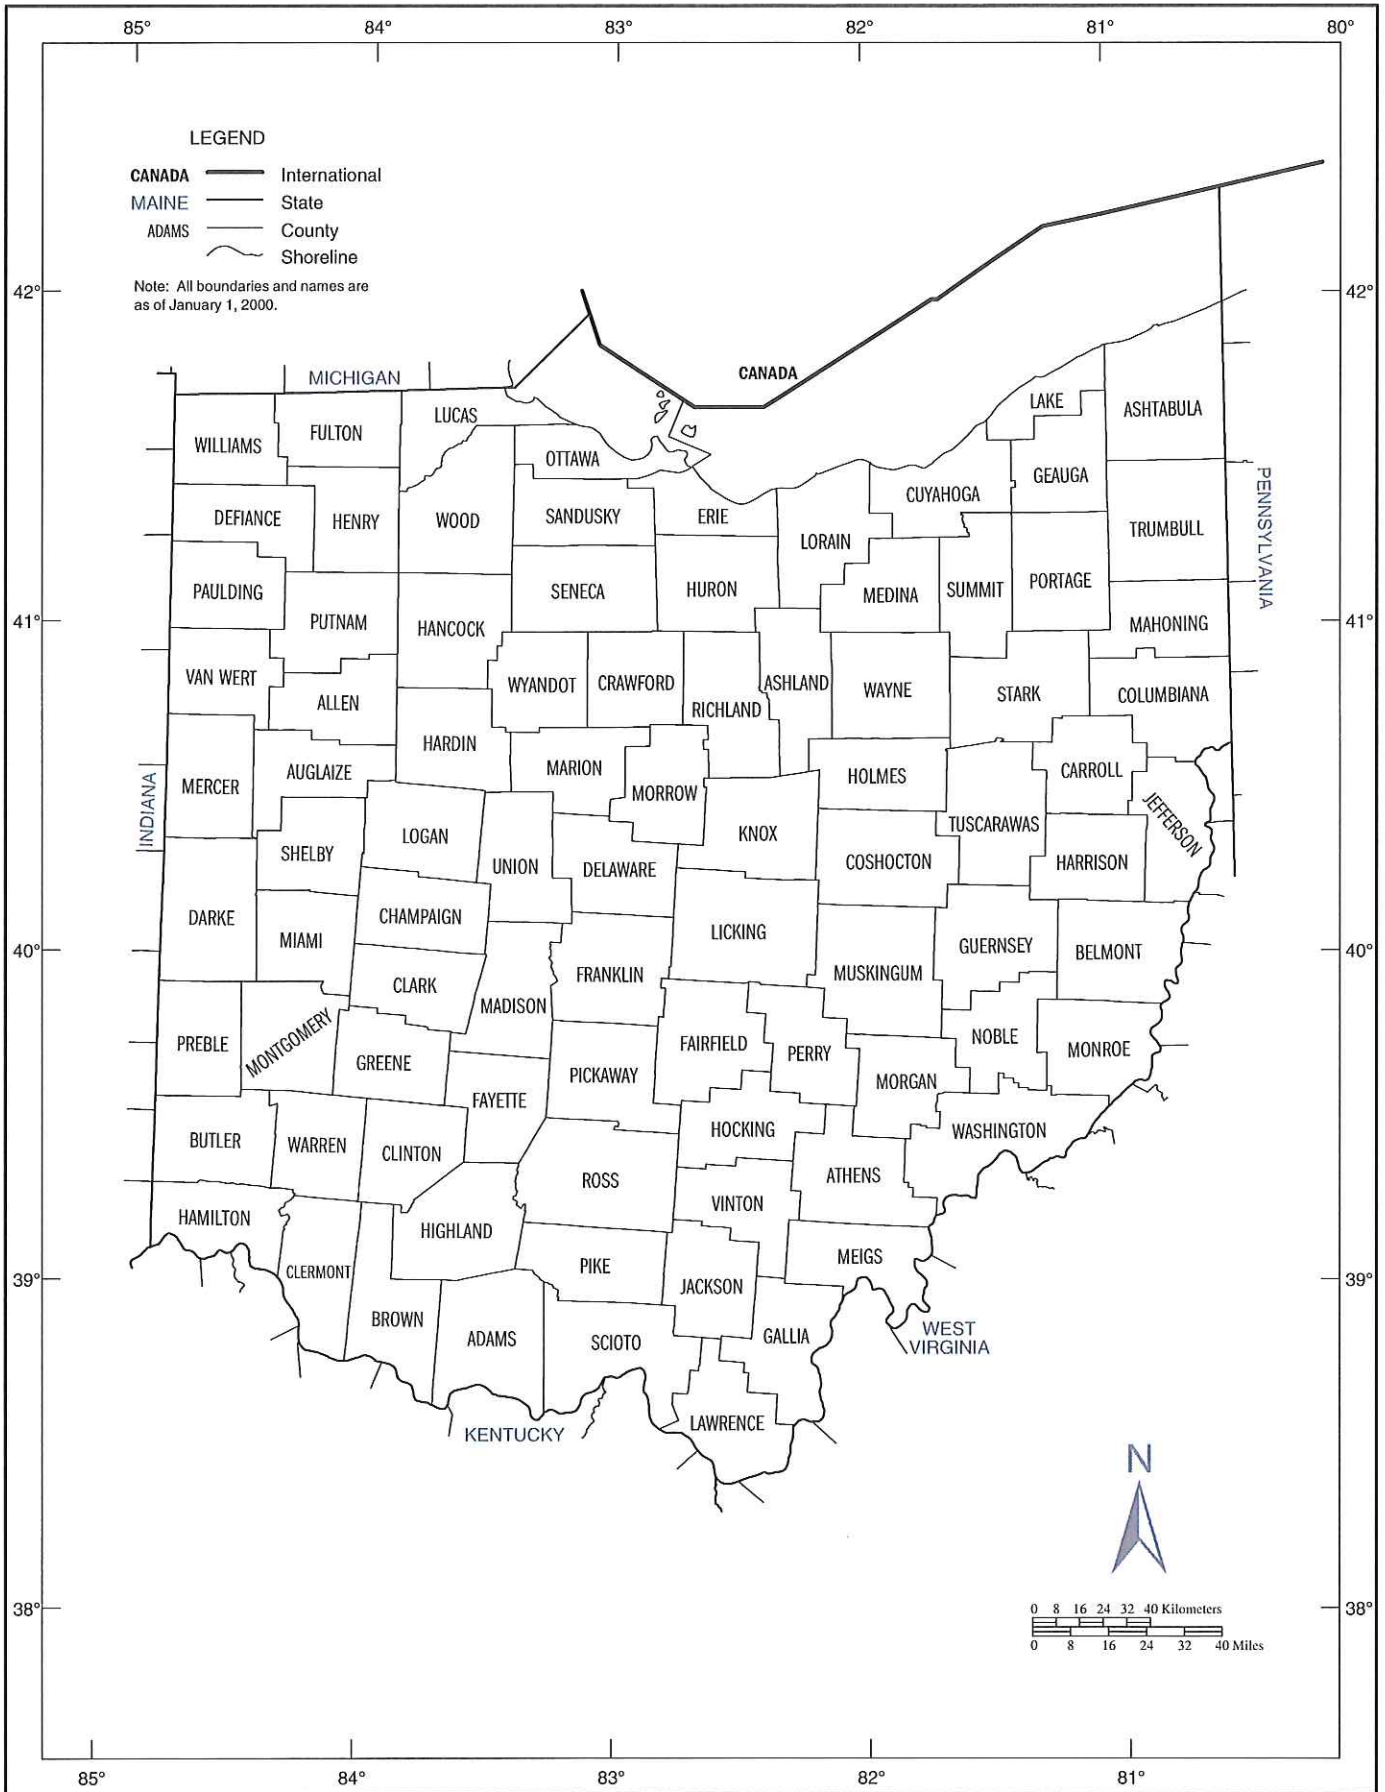 85° 84° 83° 82° 81° 80°
LEGEND
CANADA International
MAINE State
ADAMS County
Shoreline
Note: All boundaries and names are
as of January 1, 2000.
42° 42°
MICHIGAN
CANADA
LAKE
ASHTABULA
LUCAS
FULTON
WILLIAMS
OTTAWA
GEAUGA
CUYAHOGA
DEFIANCE
HENRY
WOOD
SANDUSKY
ERIE
LORAIN
TRUMBULL
PENNSYLVANIA
PAULDING
SENECA
HURON
MEDINA
SUMMIT
PORTAGE
41° 41°
PUTNAM
HANCOCK
MAHONING
VAN WERT
ALLEN
WYANDOT
CRAWFORD
RICHLAND
ASHLAND
WAYNE
STARK
COLUMBIANA
HARDIN
MERCER
AUGLAIZE
MARION
MORROW
HOLMES
CARROLL
JEFFERSON
INDIANA
LOGAN
KNOX
TUSCARAWAS
SHELBY
UNION
DELAWARE
COSHOCTON
HARRISON
DARKE
CHAMPAIGN
MIAMI
LICKING
GUERNSEY
BELMONT
40° 40°
CLARK
FRANKLIN
MUSKINGUM
MADISON
PREBLE
MONTGOMERY
GREENE
FAIRFIELD
PERRY
NOBLE
MONROE
PICKAWAY
MORGAN
FAYETTE
BUTLER
WARREN
CLINTON
HOCKING
WASHINGTON
ROSS
ATHENS
VINTON
HAMILTON
HIGHLAND
PIKE
MEIGS
39° 39°
CLERMONT
JACKSON
BROWN
ADAMS
SCIOTO
GALLIA
WEST
VIRGINIA
LAWRENCE
KENTUCKY
N
38° 38°
0 8 16 24 32 40 Kilometers
0 8 16 24 32 40 Miles
85° 84° 83° 82° 81°